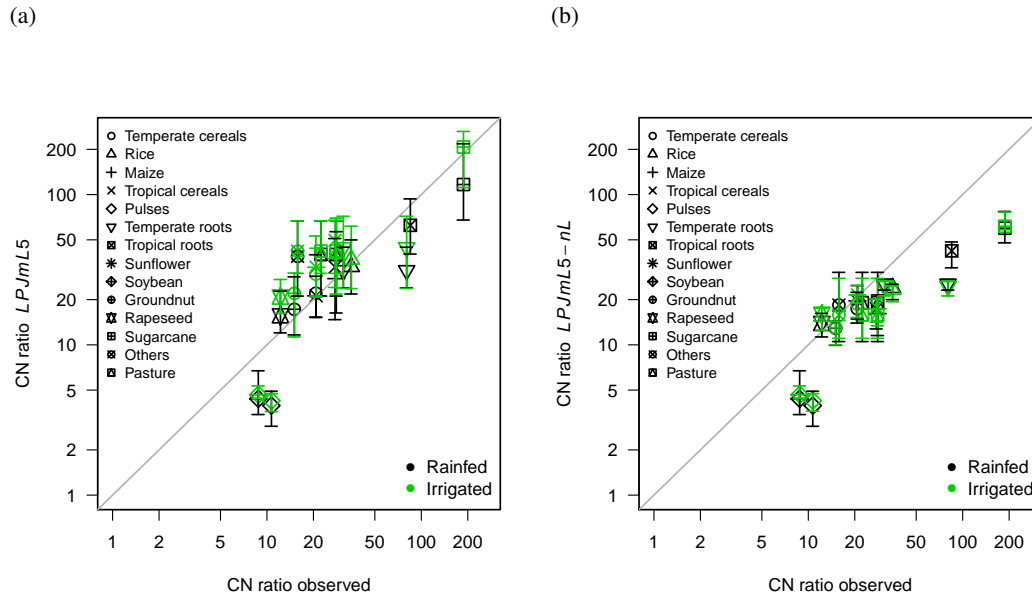 (a)
(b)
Temperate cereals
Rice
Maize
Tropical cereals
Pulses
Temperate roots
Tropical roots
Sunflower
Soybean
Groundnut
Rapeseed
Sugarcane
Others
Pasture
Rainfed
Irrigated
200
100
50
20
10
5
2
1
CN ratio LPJmL5
1 2 5 10 20 50 100 200
CN ratio observed
Temperate cereals
Rice
Maize
Tropical cereals
Pulses
Temperate roots
Tropical roots
Sunflower
Soybean
Groundnut
Rapeseed
Sugarcane
Others
Pasture
Rainfed
Irrigated
200
100
50
20
10
5
2
1
CN ratio LPJmL5−nL
1 2 5 10 20 50 100 200
CN ratio observed